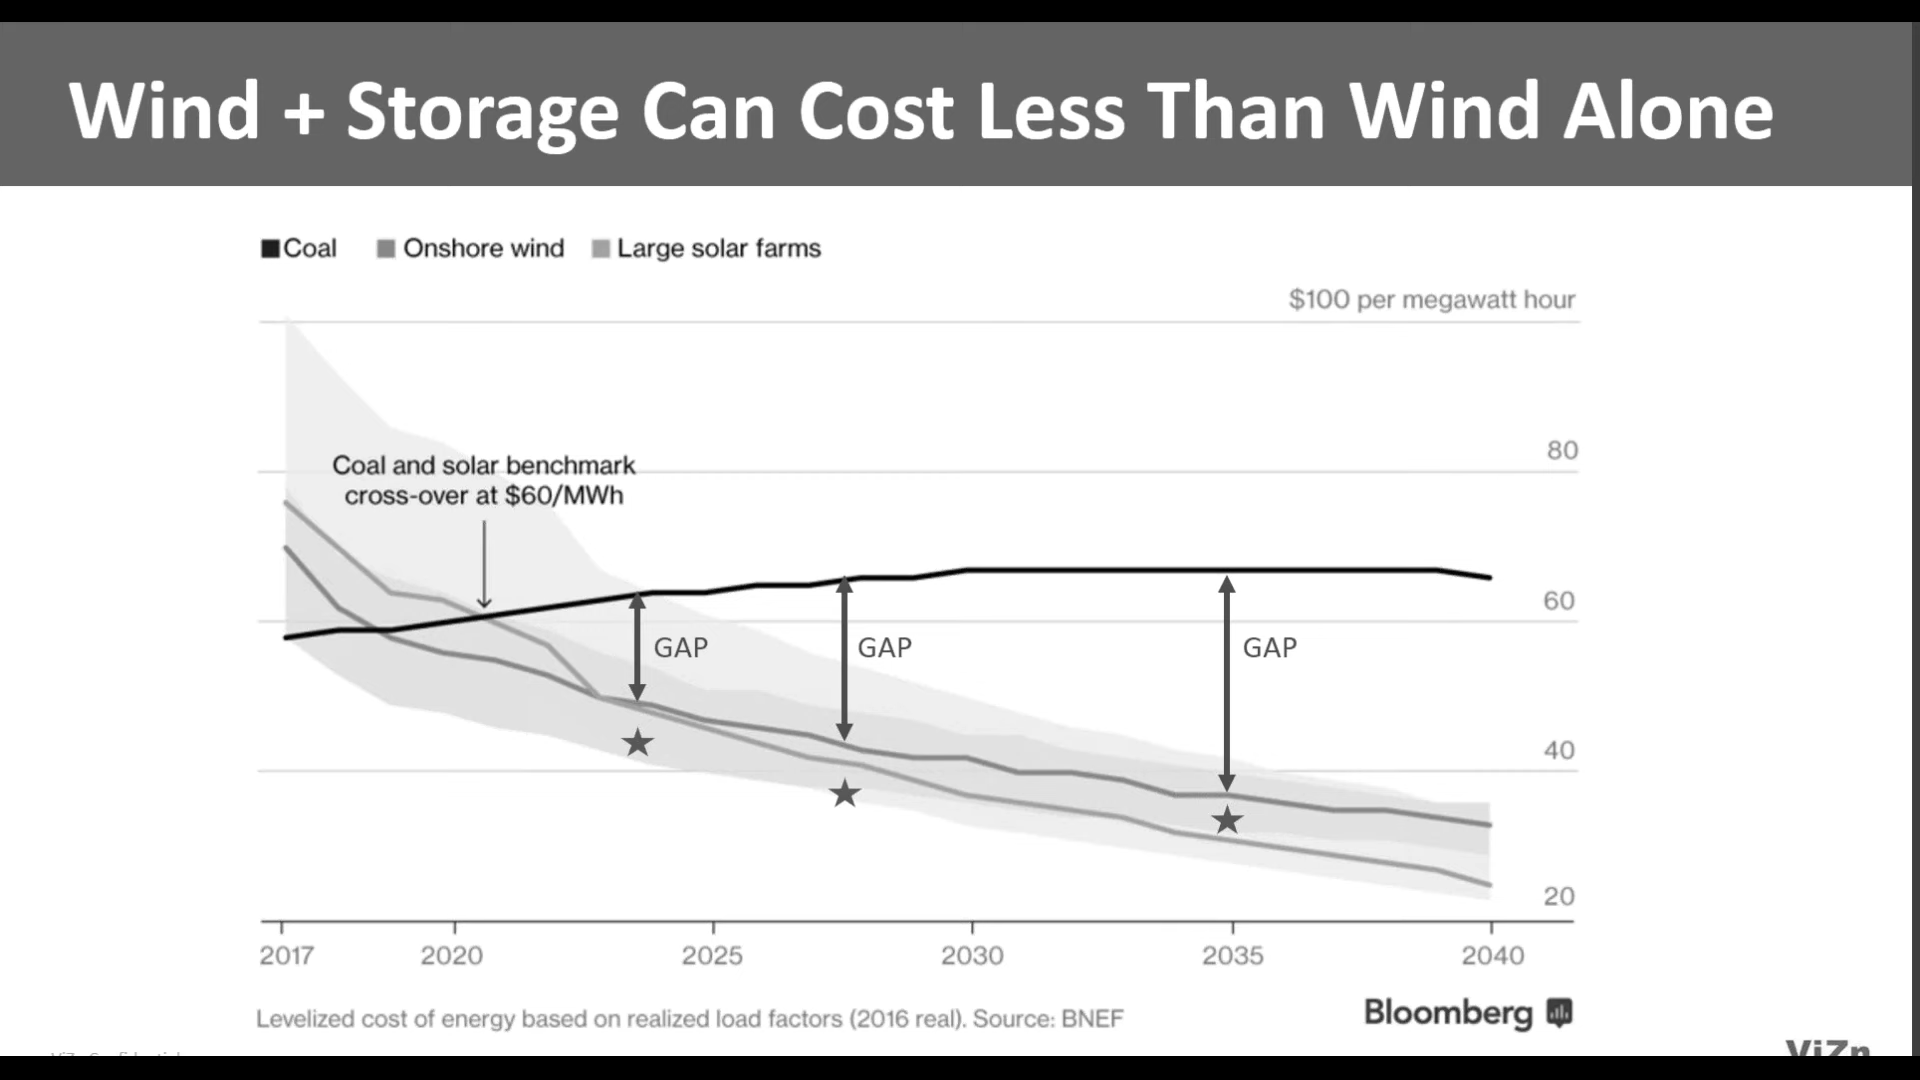 Wind + Storage Can Cost Less Than Wind Alone
Coal Onshore wind Large solar farms
$100 per megawatt hour
80
Coal and solar benchmark
cross-over at $60/MWh
60
GAP GAP GAP
40
20
2017 2020 2025 2030 2035 2040
Levelized cost of energy based on realized load factors (2016 real). Source: BNEF
Bloomberg
ViZn